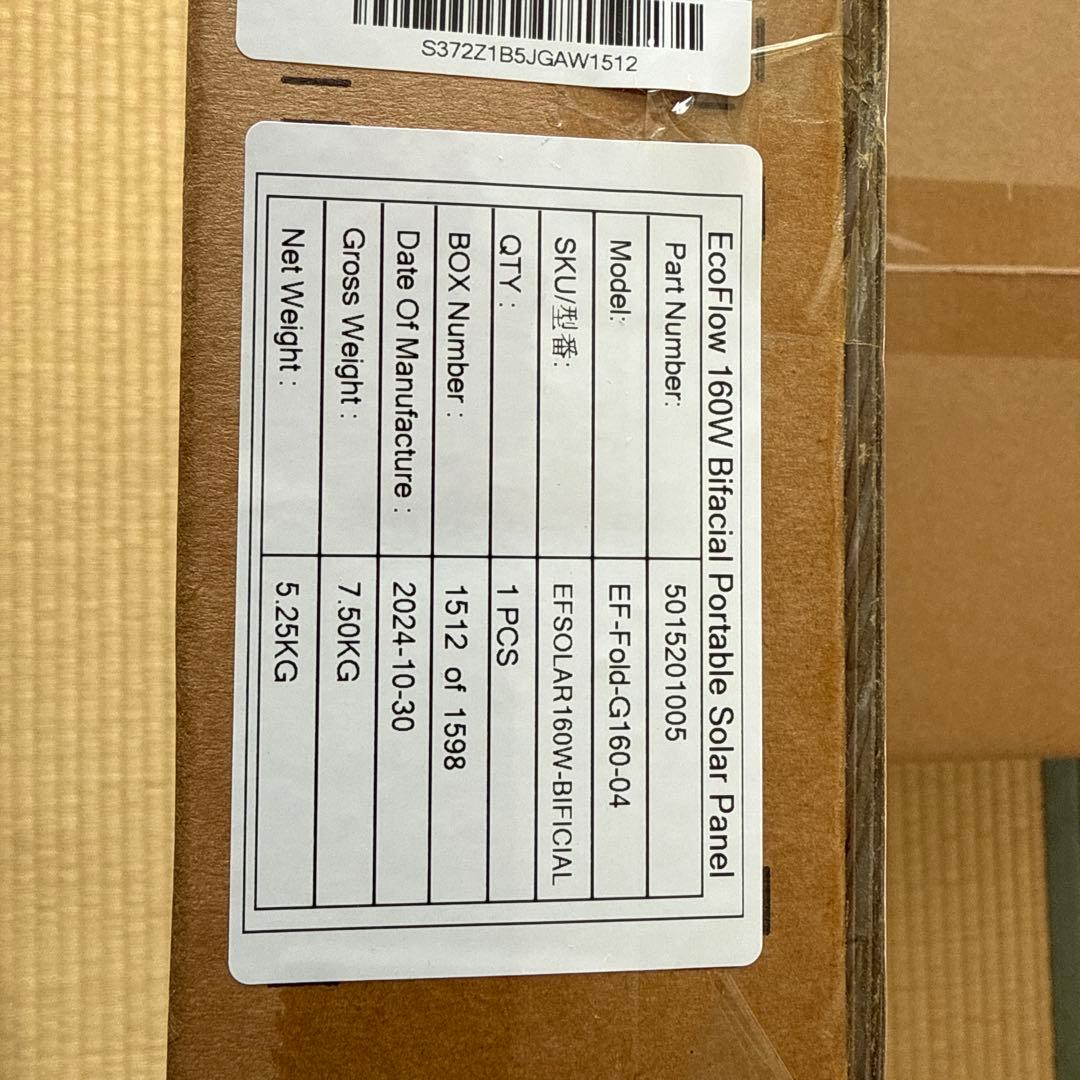 S372Z1B5JGAW1512
EcoFlow 160W Bifacial Portable Solar Panel
Part Number: 5015201005
Model: EF-Fold-G160-04
SKU/型番: EFSOLAR160W-BIFICIAL
QTY : 1 PCS
BOX Number : 1512 of 1598
Date Of Manufacture : 2024-10-30
Gross Weight : 7.50KG
Net Weight : 5.25KG